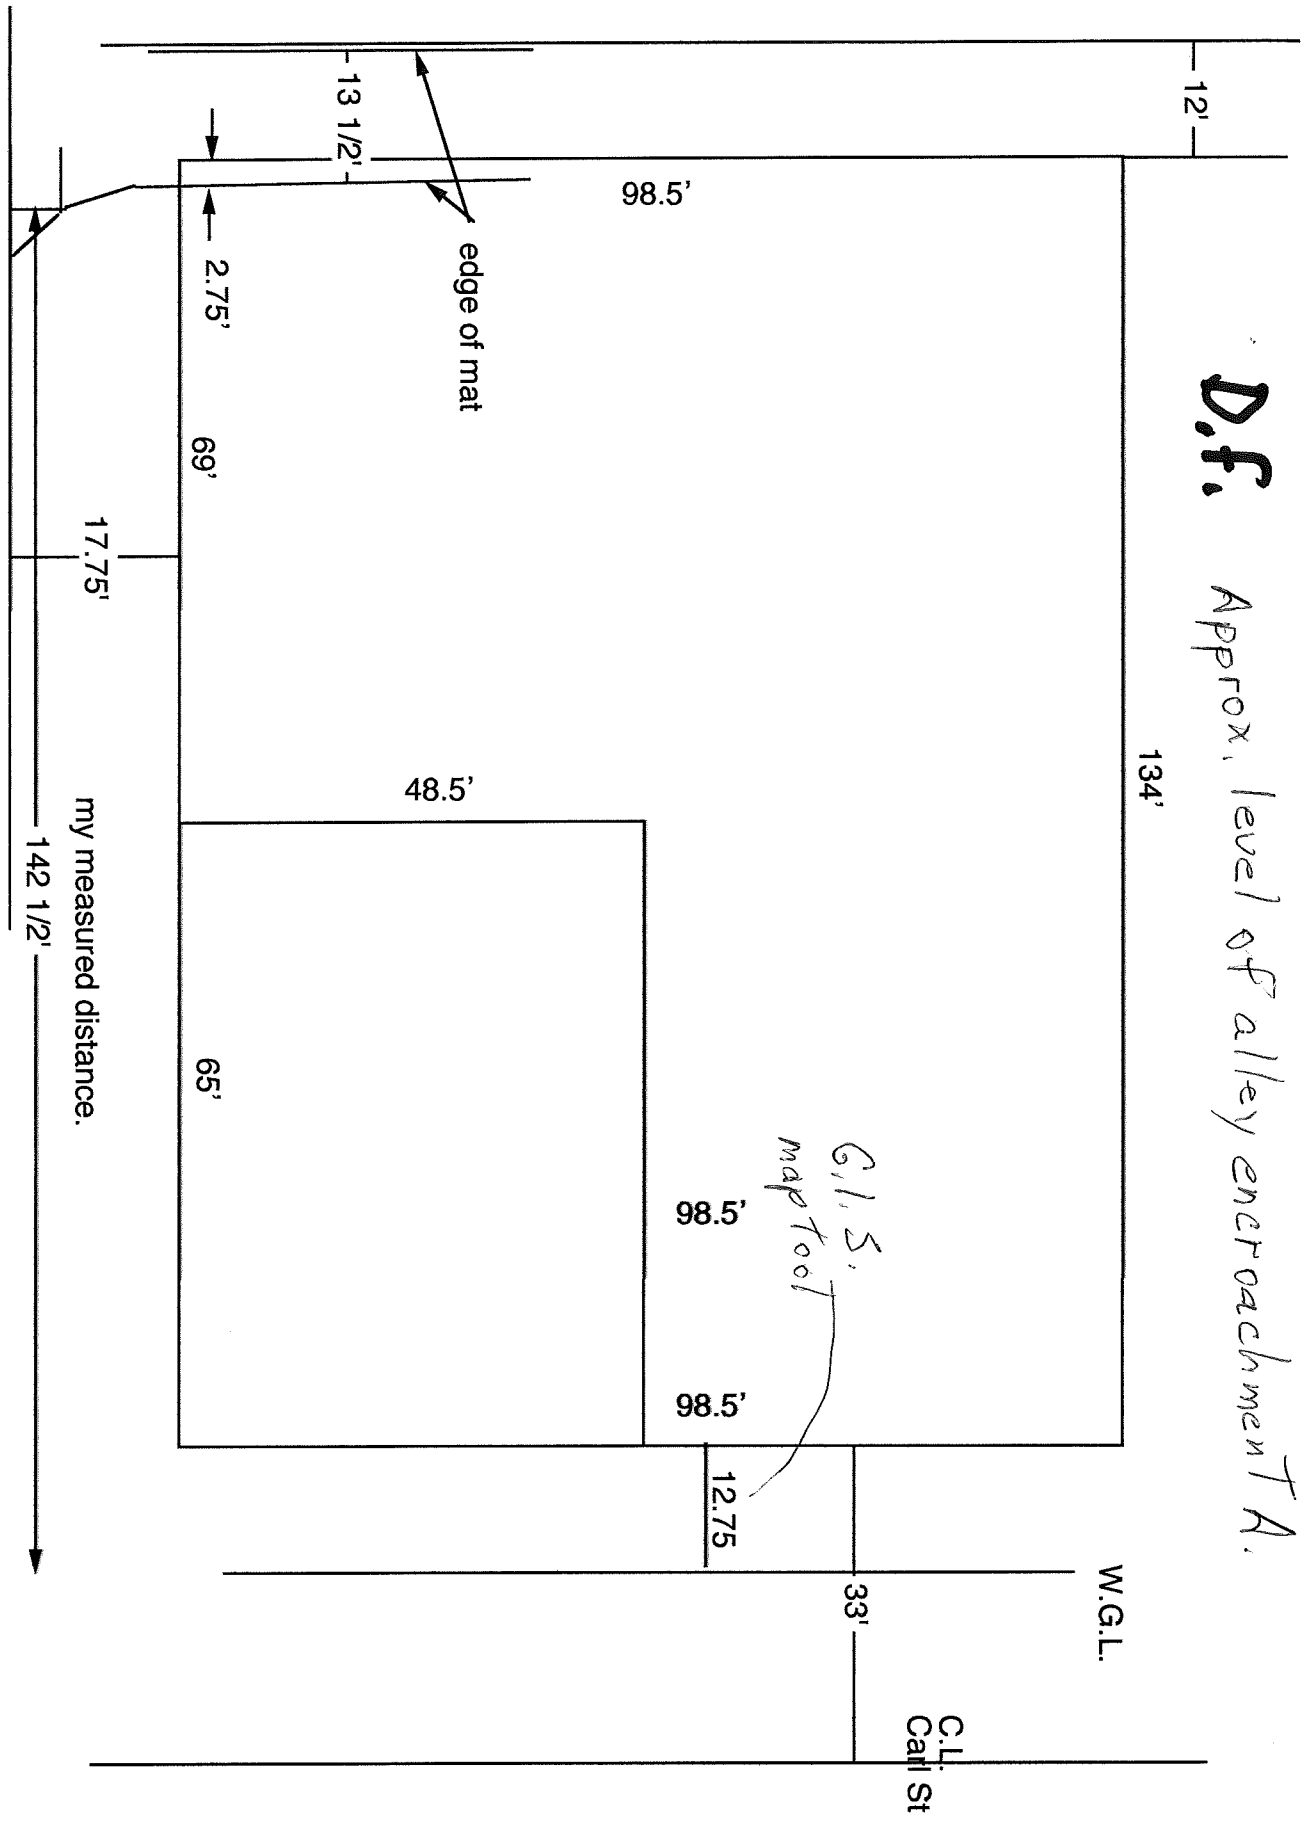 D.f. Approx. level of alley encroachment A.
12'
134'
W.G.L.
C.L.
Carl St
33'
98.5'
G.I.S.
map Tool
98.5'
98.5'
12.75
edge of mat
48.5'
13 1/2'
2.75'
69'
65'
17.75'
my measured distance.
142 1/2'